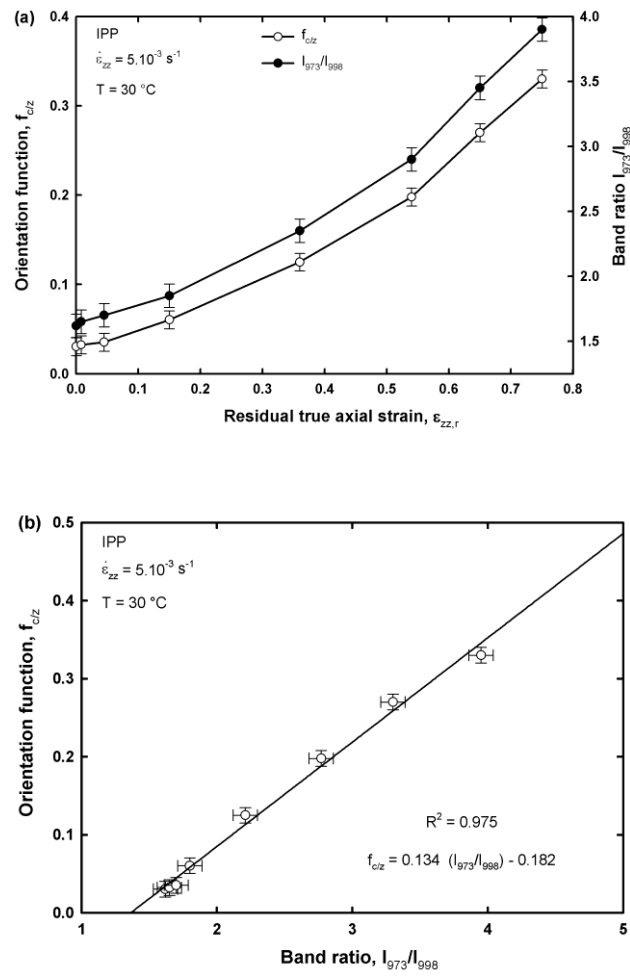 (a)
IPP
ε̇zz = 5.10⁻³ s⁻¹
T = 30 °C
fc/z
I973/I998
Orientation function, fc/z
0.4
0.3
0.2
0.1
0.0
Band ratio I973/I998
4.0
3.5
3.0
2.5
2.0
1.5
0.0 0.1 0.2 0.3 0.4 0.5 0.6 0.7 0.8
Residual true axial strain, εzz,r
(b)
IPP
ε̇zz = 5.10⁻³ s⁻¹
T = 30 °C
Orientation function, fc/z
0.5
0.4
0.3
0.2
0.1
0.0
R² = 0.975
fc/z = 0.134 (I973/I998) - 0.182
1 2 3 4 5
Band ratio, I973/I998